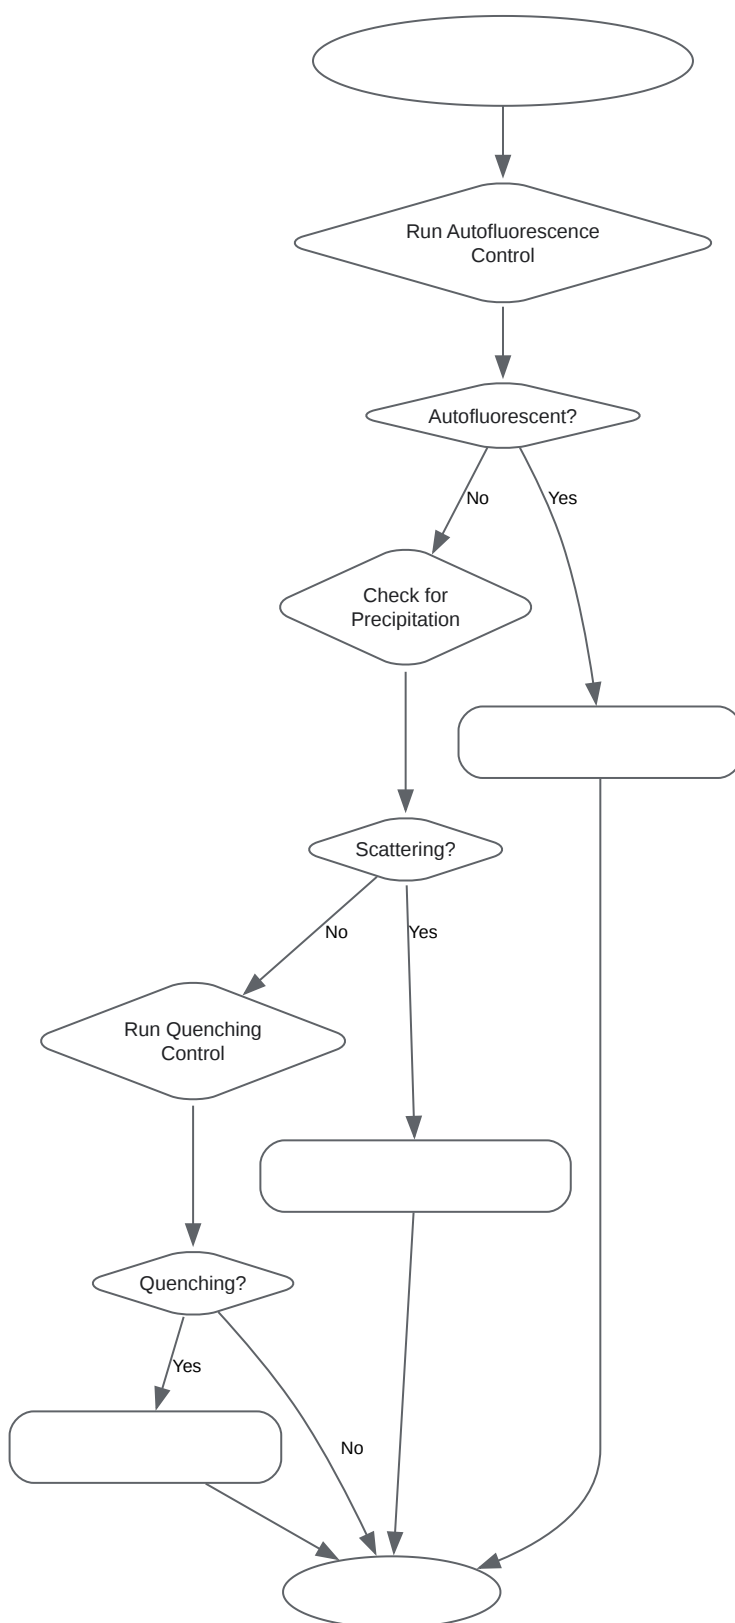 Run Autofluorescence
Control
Autofluorescent?
No
Yes
Check for
Precipitation
Scattering?
No
Yes
Run Quenching
Control
Quenching?
Yes
No